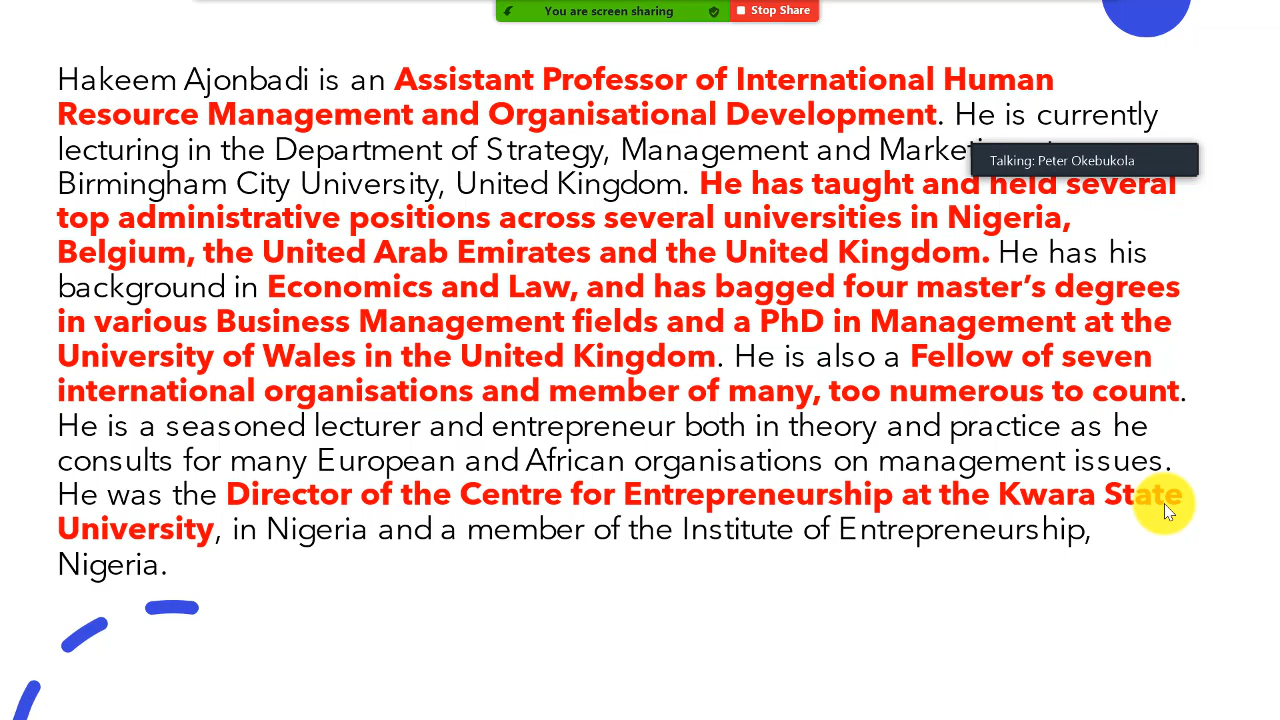 You are screen sharing
Stop Share
Hakeem Ajonbadi is an Assistant Professor of International Human
Resource Management and Organisational Development. He is currently
lecturing in the Department of Strategy, Management and
Talking: Peter Okebukola
Birmingham City University, United Kingdom. He has taught and held several
top administrative positions across several universities in Nigeria,
Belgium, the United Arab Emirates and the United Kingdom. He has his
background in Economics and Law, and has bagged four master’s degrees
in various Business Management fields and a PhD in Management at the
University of Wales in the United Kingdom. He is also a Fellow of seven
international organisations and member of many, too numerous to count.
He is a seasoned lecturer and entrepreneur both in theory and practice as he
consults for many European and African organisations on management issues.
He was the Director of the Centre for Entrepreneurship at the Kwara State
University, in Nigeria and a member of the Institute of Entrepreneurship,
Nigeria.